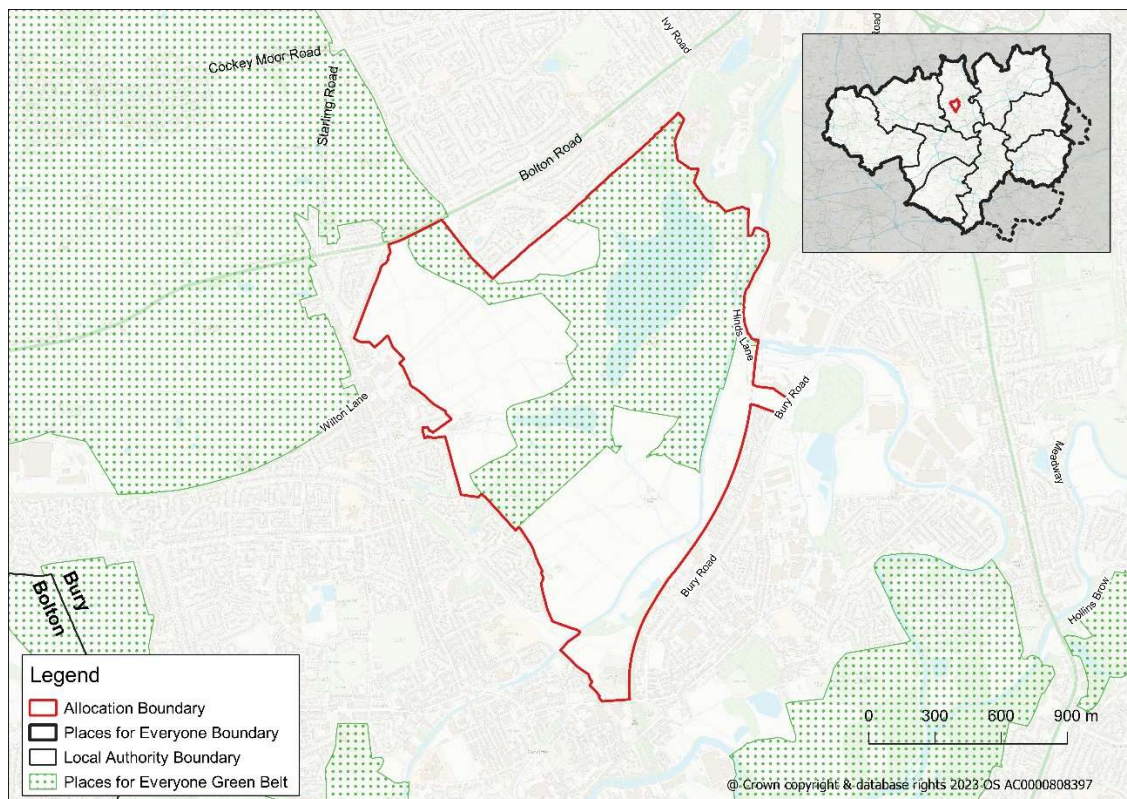 Cockey Moor Road
Starling Road
Ivy Road
Road
Bolton Road
Wilton Lane
Hinds Lane
Bury Road
Meadway
Bury Road
Hollins Brow
Bury
Bolton
Legend
Allocation Boundary
Places for Everyone Boundary
Local Authority Boundary
Places for Everyone Green Belt
0 300 600 900 m
@ Crown copyright & database rights 2023 OS AC0000808397